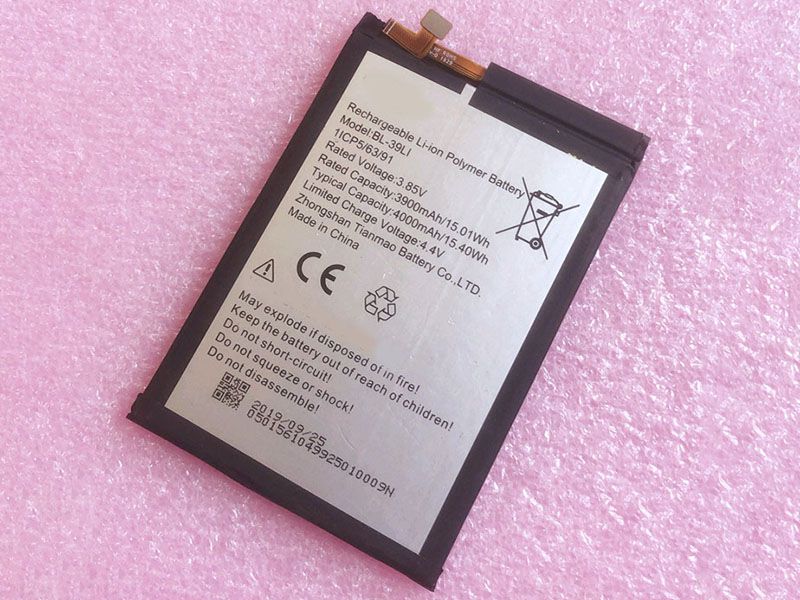 Rechargeable Li-ion Polymer Battery
Model:BL-39LI
1ICP5/63/91
Rated Voltage:3.85V
Rated Capacity:3900mAh/15.01Wh
Typical Capacity:4000mAh/15.40Wh
Limited Charge Voltage:4.4V
Zhongshan Tianmao Battery Co.,LTD.
Made in China
CE
May explode if disposed of in fire!
Keep the battery out of reach of children!
Do not short-circuit!
Do not squeeze or shock!
Do not disassemble!
2019/09/25
0501561049925010009N